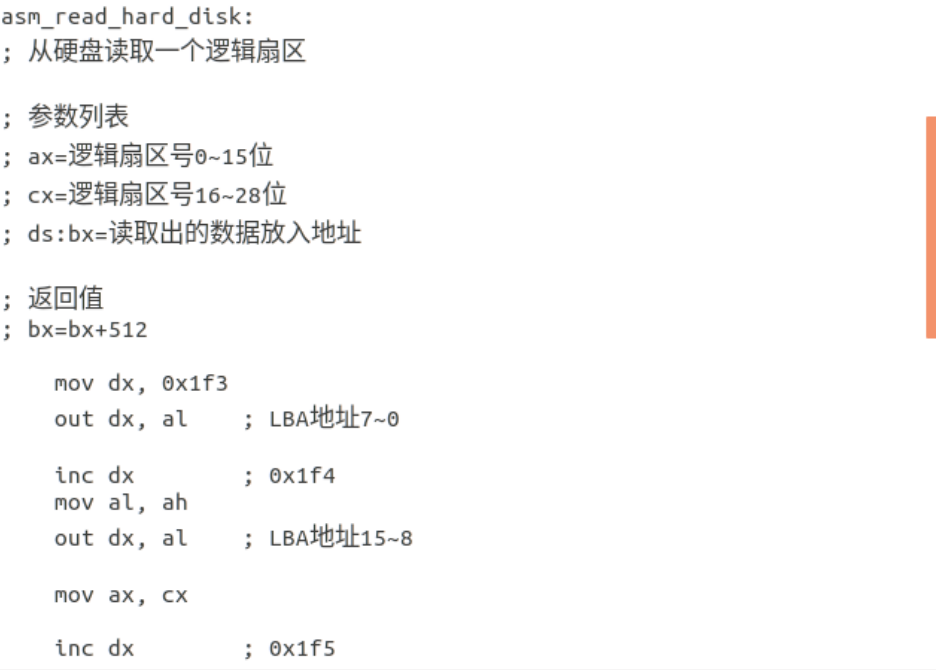 asm_read_hard_disk:
; 从硬盘读取一个逻辑扇区
; 参数列表
; ax=逻辑扇区号0~15位
; cx=逻辑扇区号16~28位
; ds:bx=读取出的数据放入地址
; 返回值
; bx=bx+512
mov dx, 0x1f3
out dx, al    ; LBA地址7~0
inc dx        ; 0x1f4
mov al, ah
out dx, al    ; LBA地址15~8
mov ax, cx
inc dx        ; 0x1f5